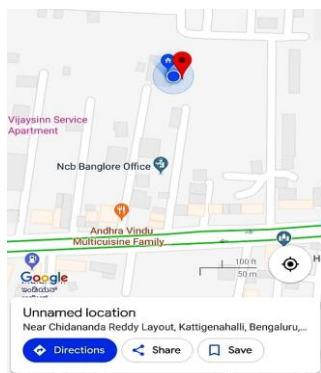 Vijaysinn Service
Apartment
Ncb Banglore Office
Andhra Vindu
Multicuisine Family...
100 ft
50 m
H
Google
Unnamed location
Near Chidananda Reddy Layout, Kattigenahalli, Bengaluru,...
Directions
Share
Save